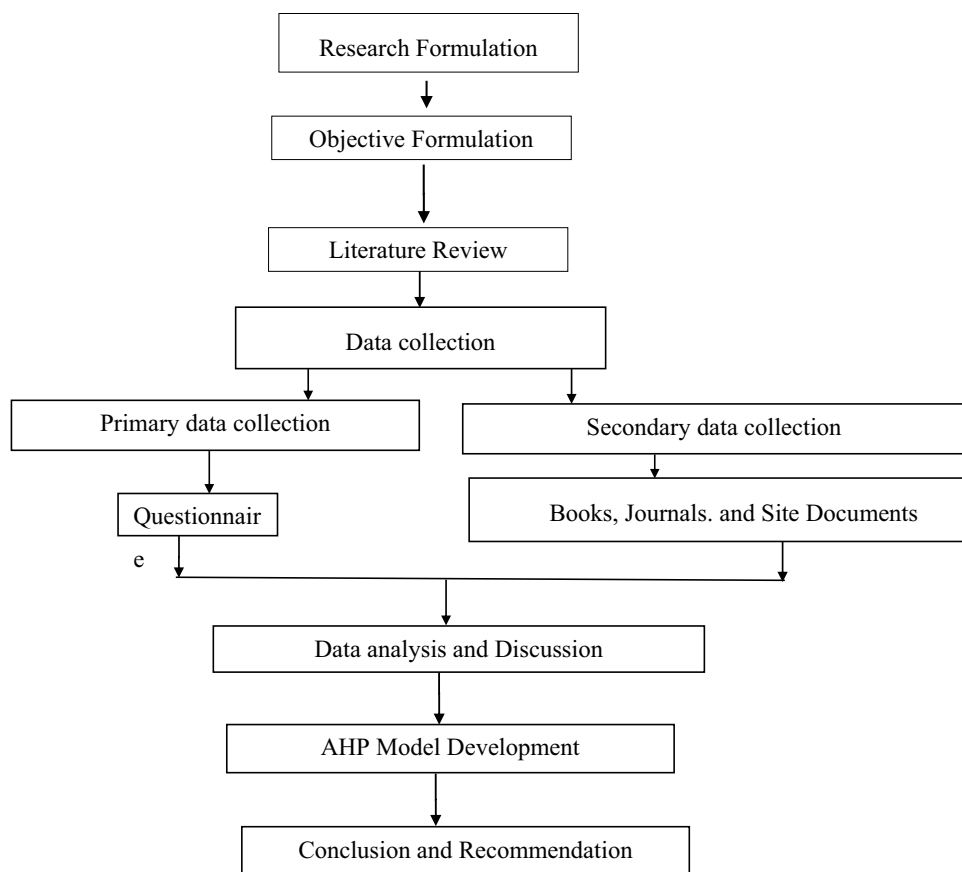 Research Formulation
Objective Formulation
Literature Review
Data collection
Primary data collection
Secondary data collection
Questionnair
e
Books, Journals. and Site Documents
Data analysis and Discussion
AHP Model Development
Conclusion and Recommendation